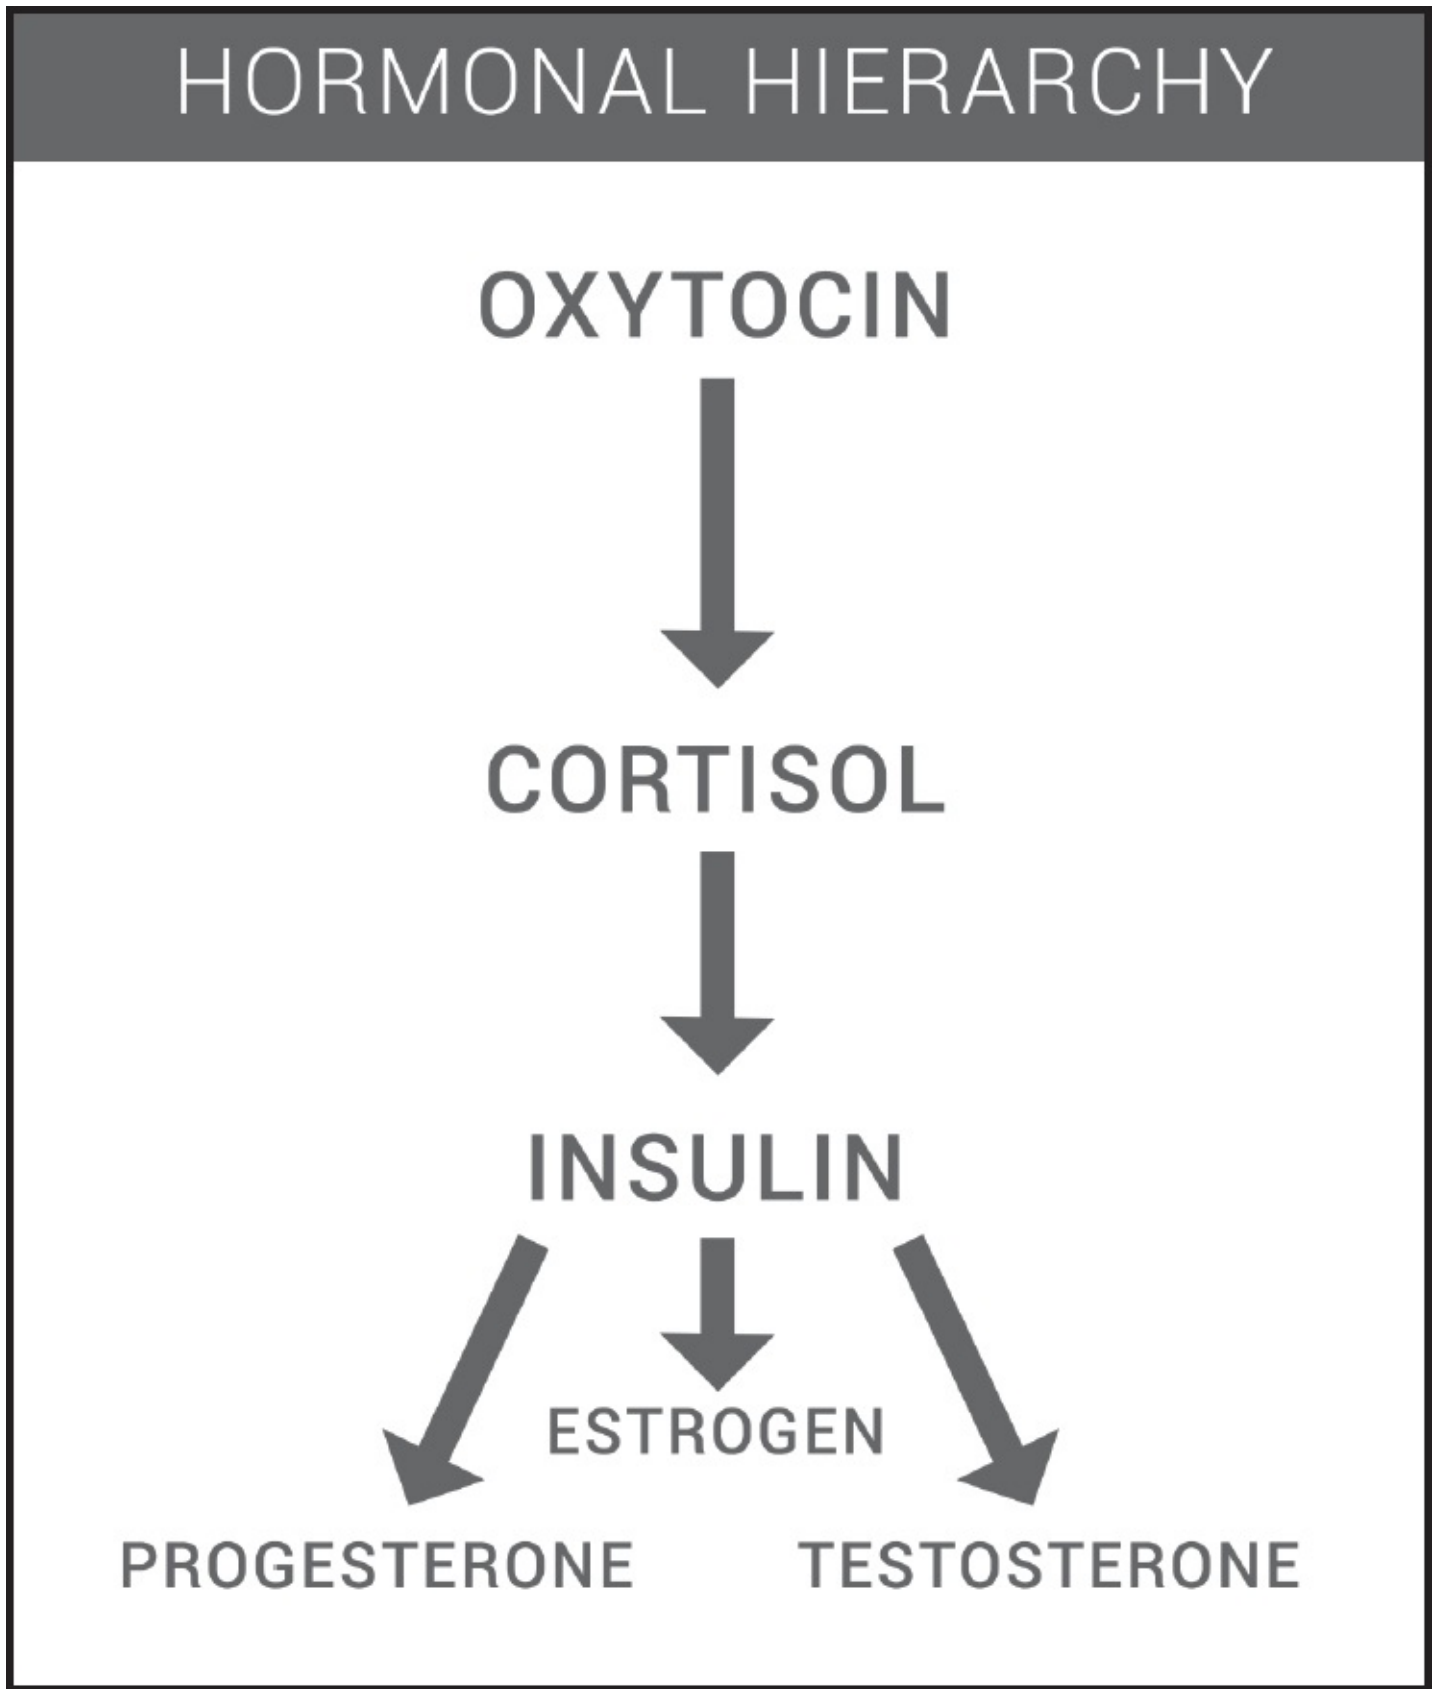 HORMONAL HIERARCHY
OXYTOCIN
CORTISOL
INSULIN
ESTROGEN
PROGESTERONE TESTOSTERONE